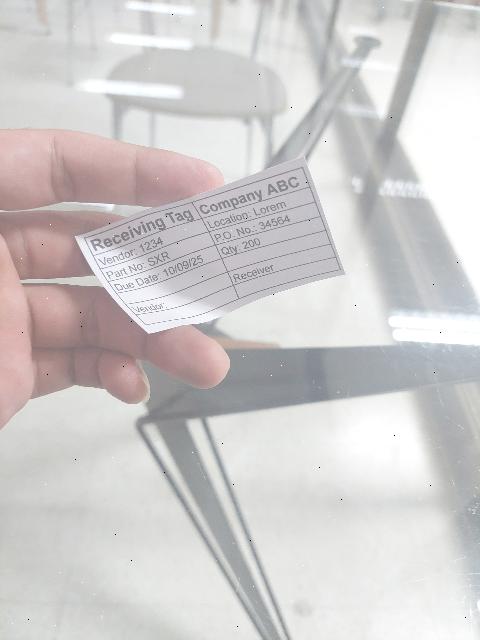 Receiving Tag Company ABC
Vendor: 1234 Location: Lorem
Part No: SXR P.O. No.: 34564
Due Date: 10/09/25 Qty: 200
Vendor Receiver